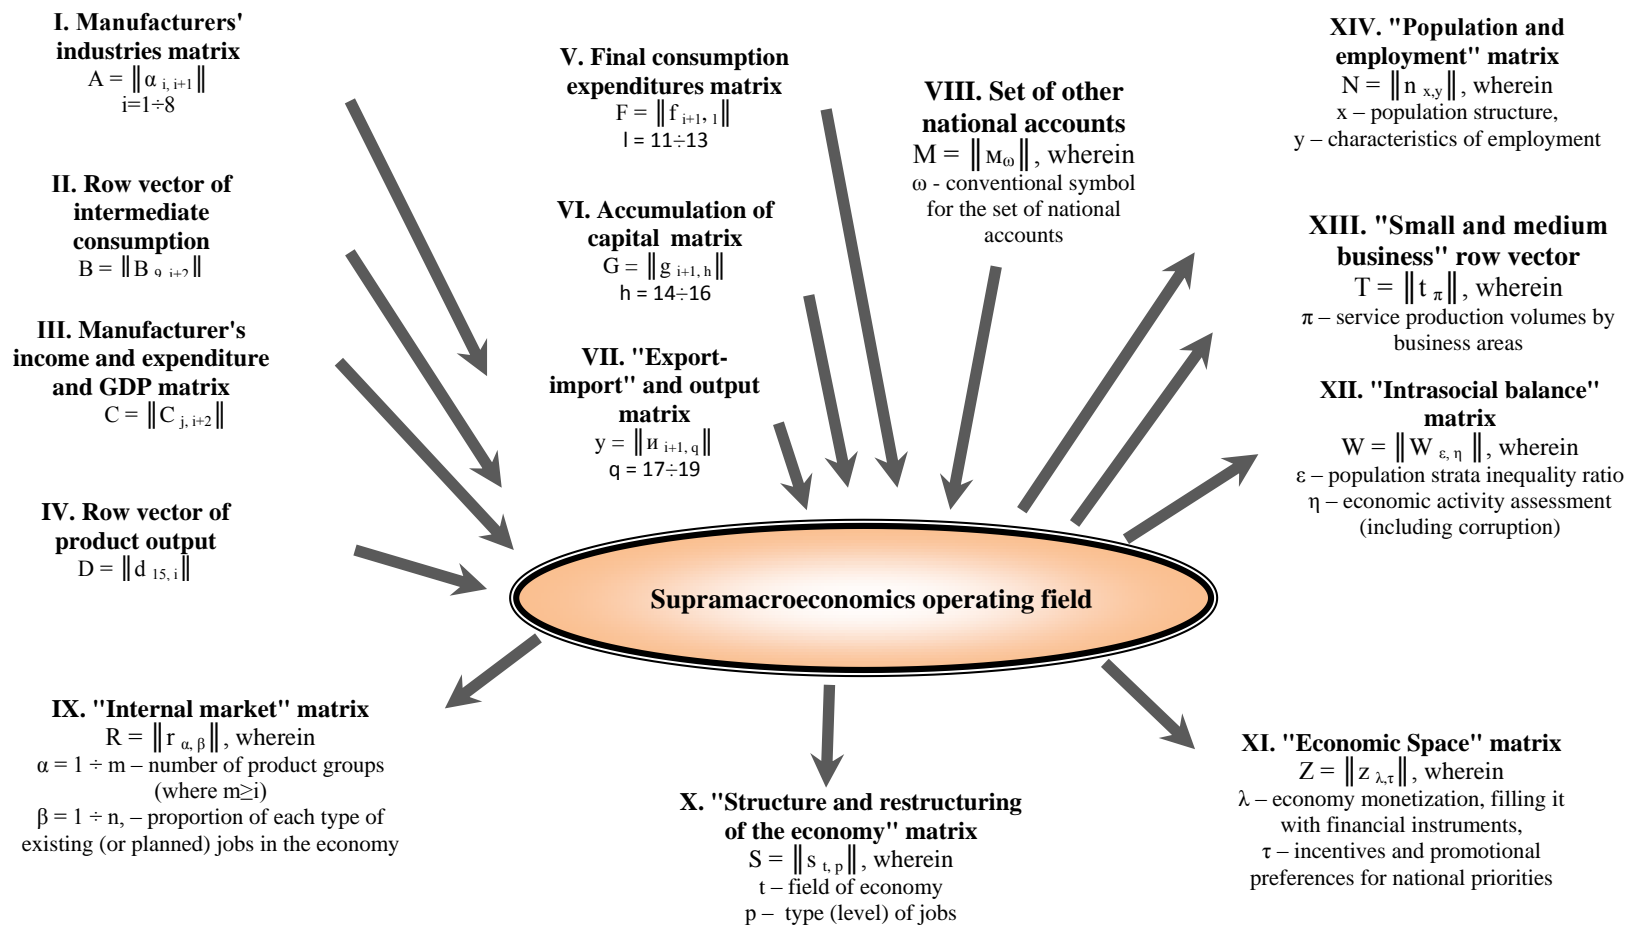 I. Manufacturers'
industries matrix
A = ‖α i, i+1‖
i=1÷8
II. Row vector of
intermediate
consumption
B = ‖B 9, i+2‖
III. Manufacturer's
income and expenditure
and GDP matrix
C = ‖C j, i+2‖
IV. Row vector of
product output
D = ‖d 15, i‖
V. Final consumption
expenditures matrix
F = ‖f i+1, l‖
l = 11÷13
VI. Accumulation of
capital matrix
G = ‖g i+1, h‖
h = 14÷16
VII. "Export-
import" and output
matrix
y = ‖и i+1, q‖
q = 17÷19
VIII. Set of other
national accounts
M = ‖м ω‖, wherein
ω - conventional symbol
for the set of national
accounts
XIV. "Population and
employment" matrix
N = ‖n x,y‖, wherein
x – population structure,
y – characteristics of employment
XIII. "Small and medium
business" row vector
T = ‖t π‖, wherein
π – service production volumes by
business areas
XII. "Intrasocial balance"
matrix
W = ‖W ε, η ‖, wherein
ε – population strata inequality ratio
η – economic activity assessment
(including corruption)
Supramacroeconomics operating field
IX. "Internal market" matrix
R = ‖r α, β‖, wherein
α = 1 ÷ m – number of product groups
(where m≥i)
β = 1 ÷ n, – proportion of each type of
existing (or planned) jobs in the economy
X. "Structure and restructuring
of the economy" matrix
S = ‖s t, p‖, wherein
t – field of economy
p – type (level) of jobs
XI. "Economic Space" matrix
Z = ‖z λ,τ‖, wherein
λ – economy monetization, filling it
with financial instruments,
τ – incentives and promotional
preferences for national priorities